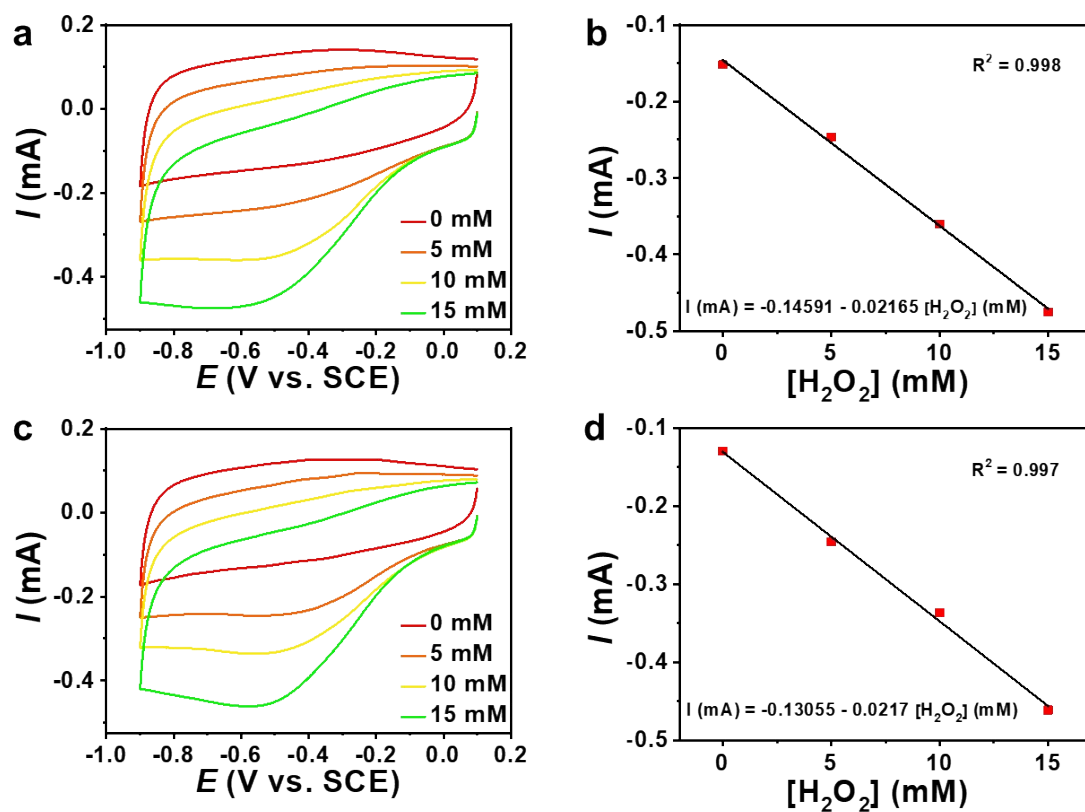 a
0.2
0.0
-0.2
-0.4
I (mA)
0 mM
5 mM
10 mM
15 mM
-1.0 -0.8 -0.6 -0.4 -0.2 0.0 0.2
E (V vs. SCE)
b
-0.1
-0.2
-0.3
-0.4
-0.5
I (mA)
R² = 0.998
I (mA) = -0.14591 - 0.02165 [H₂O₂] (mM)
0 5 10 15
[H₂O₂] (mM)
c
0.2
0.0
-0.2
-0.4
I (mA)
0 mM
5 mM
10 mM
15 mM
-1.0 -0.8 -0.6 -0.4 -0.2 0.0 0.2
E (V vs. SCE)
d
-0.1
-0.2
-0.3
-0.4
-0.5
I (mA)
R² = 0.997
I (mA) = -0.13055 - 0.0217 [H₂O₂] (mM)
0 5 10 15
[H₂O₂] (mM)